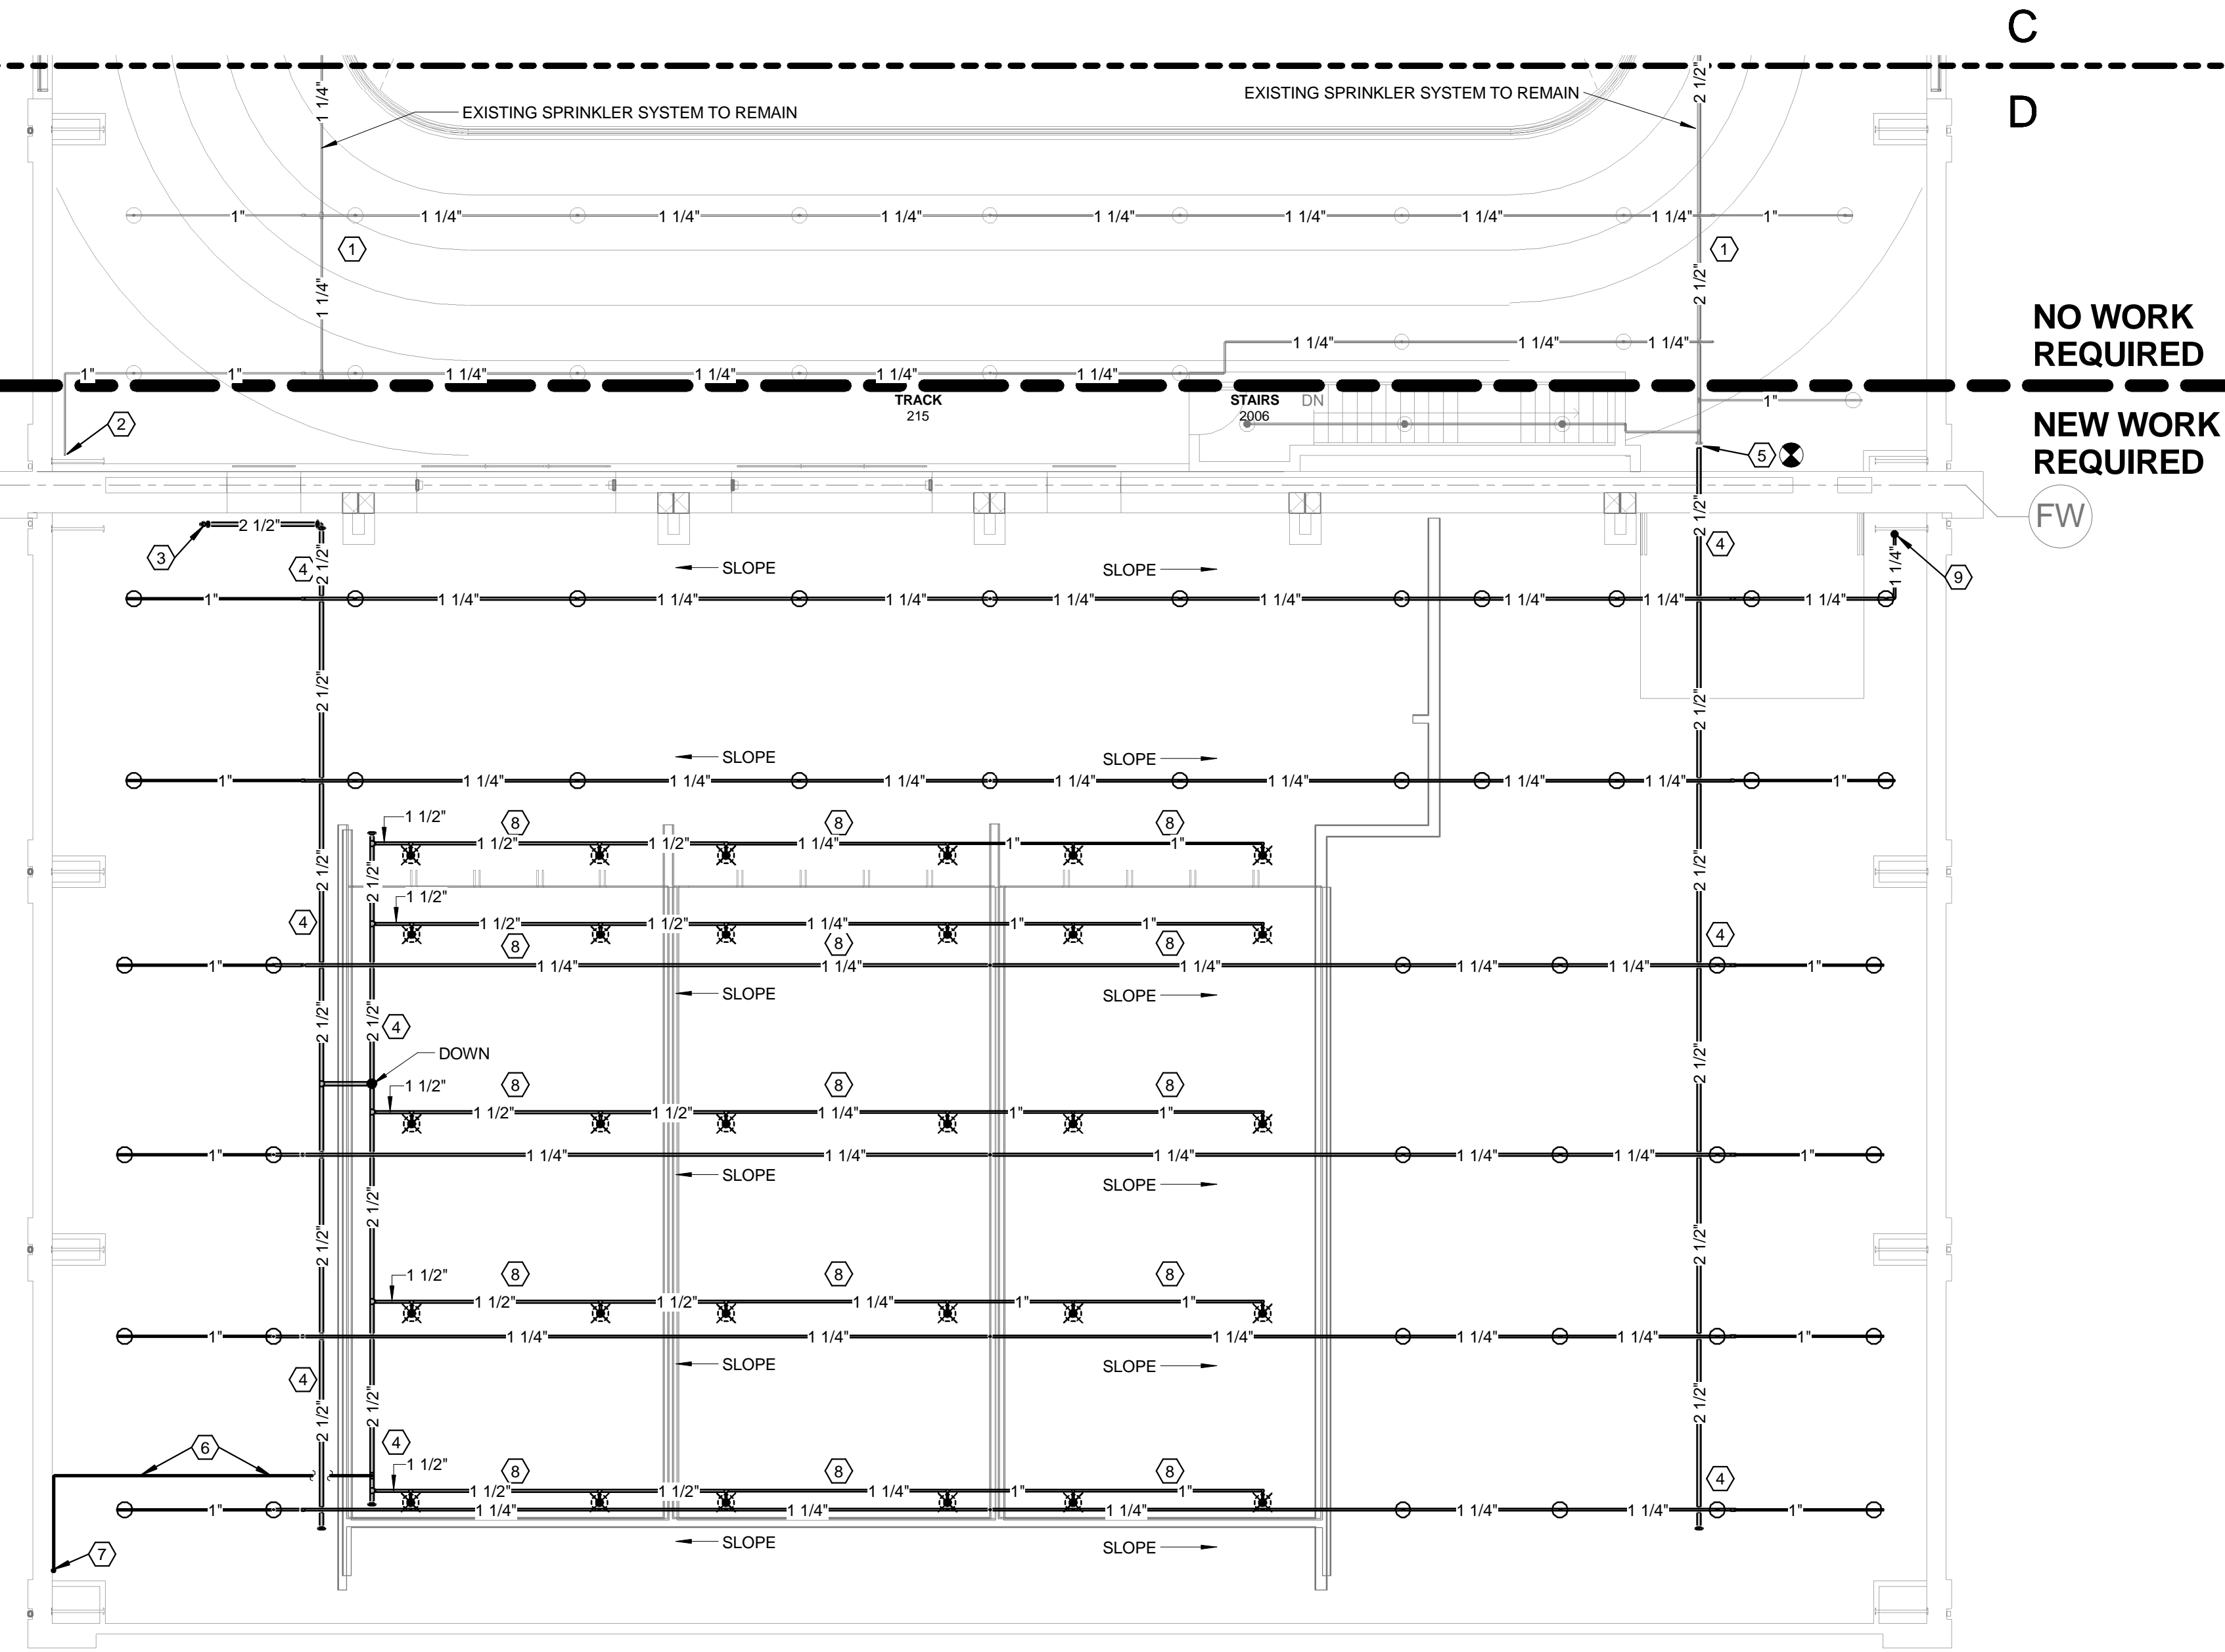 C
EXISTING SPRINKLER SYSTEM TO REMAIN
EXISTING SPRINKLER SYSTEM TO REMAIN
D
1 1/4"
2 1/2"
1" 1 1/4" 1 1/4" 1 1/4" 1 1/4" 1 1/4" 1 1/4" 1 1/4" 1"
1
1
1 1/4"
2 1/2"
NO WORK
REQUIRED
1 1/4" 1 1/4" 1 1/4"
1" 1" 1 1/4" 1 1/4" 1 1/4" 1 1/4"
TRACK
215
STAIRS DN
2006
1"
2
NEW WORK
REQUIRED
5
FW
2 1/2"
2 1/2"
3
2 1/2"
4
4
SLOPE
SLOPE
1 1/4"
9
1" 1 1/4" 1 1/4" 1 1/4" 1 1/4" 1 1/4" 1 1/4" 1 1/4" 1 1/4"
2 1/2"
2 1/2"
SLOPE
SLOPE
1" 1 1/4" 1 1/4" 1 1/4" 1 1/4" 1 1/4" 1 1/4" 1 1/4" 1"
1 1/2"
8
8
8
1 1/2" 1 1/2" 1 1/4" 1" 1"
2 1/2"
2 1/2"
2 1/2"
1 1/2"
4
1 1/2" 1 1/2" 1 1/4" 1" 1"
8
8
8
4
1" 1 1/4" 1 1/4" 1 1/4" 1 1/4" 1 1/4" 1"
SLOPE
SLOPE
2 1/2"
2 1/2"
4
DOWN
2 1/2"
1 1/2"
8
8
8
1 1/2" 1 1/2" 1 1/4" 1" 1"
1" 1 1/4" 1 1/4" 1 1/4" 1 1/4" 1 1/4" 1"
SLOPE
SLOPE
2 1/2"
2 1/2"
2 1/2"
1 1/2"
8
8
8
1 1/2" 1 1/2" 1 1/4" 1" 1"
1" 1 1/4" 1 1/4" 1 1/4" 1 1/4" 1 1/4" 1"
SLOPE
SLOPE
4
2 1/2"
2 1/2"
2 1/2"
6
4
1 1/2"
8
8
8
4
1 1/2" 1 1/2" 1 1/4" 1" 1"
1" 1 1/4" 1 1/4" 1 1/4" 1 1/4" 1 1/4" 1"
SLOPE
SLOPE
7